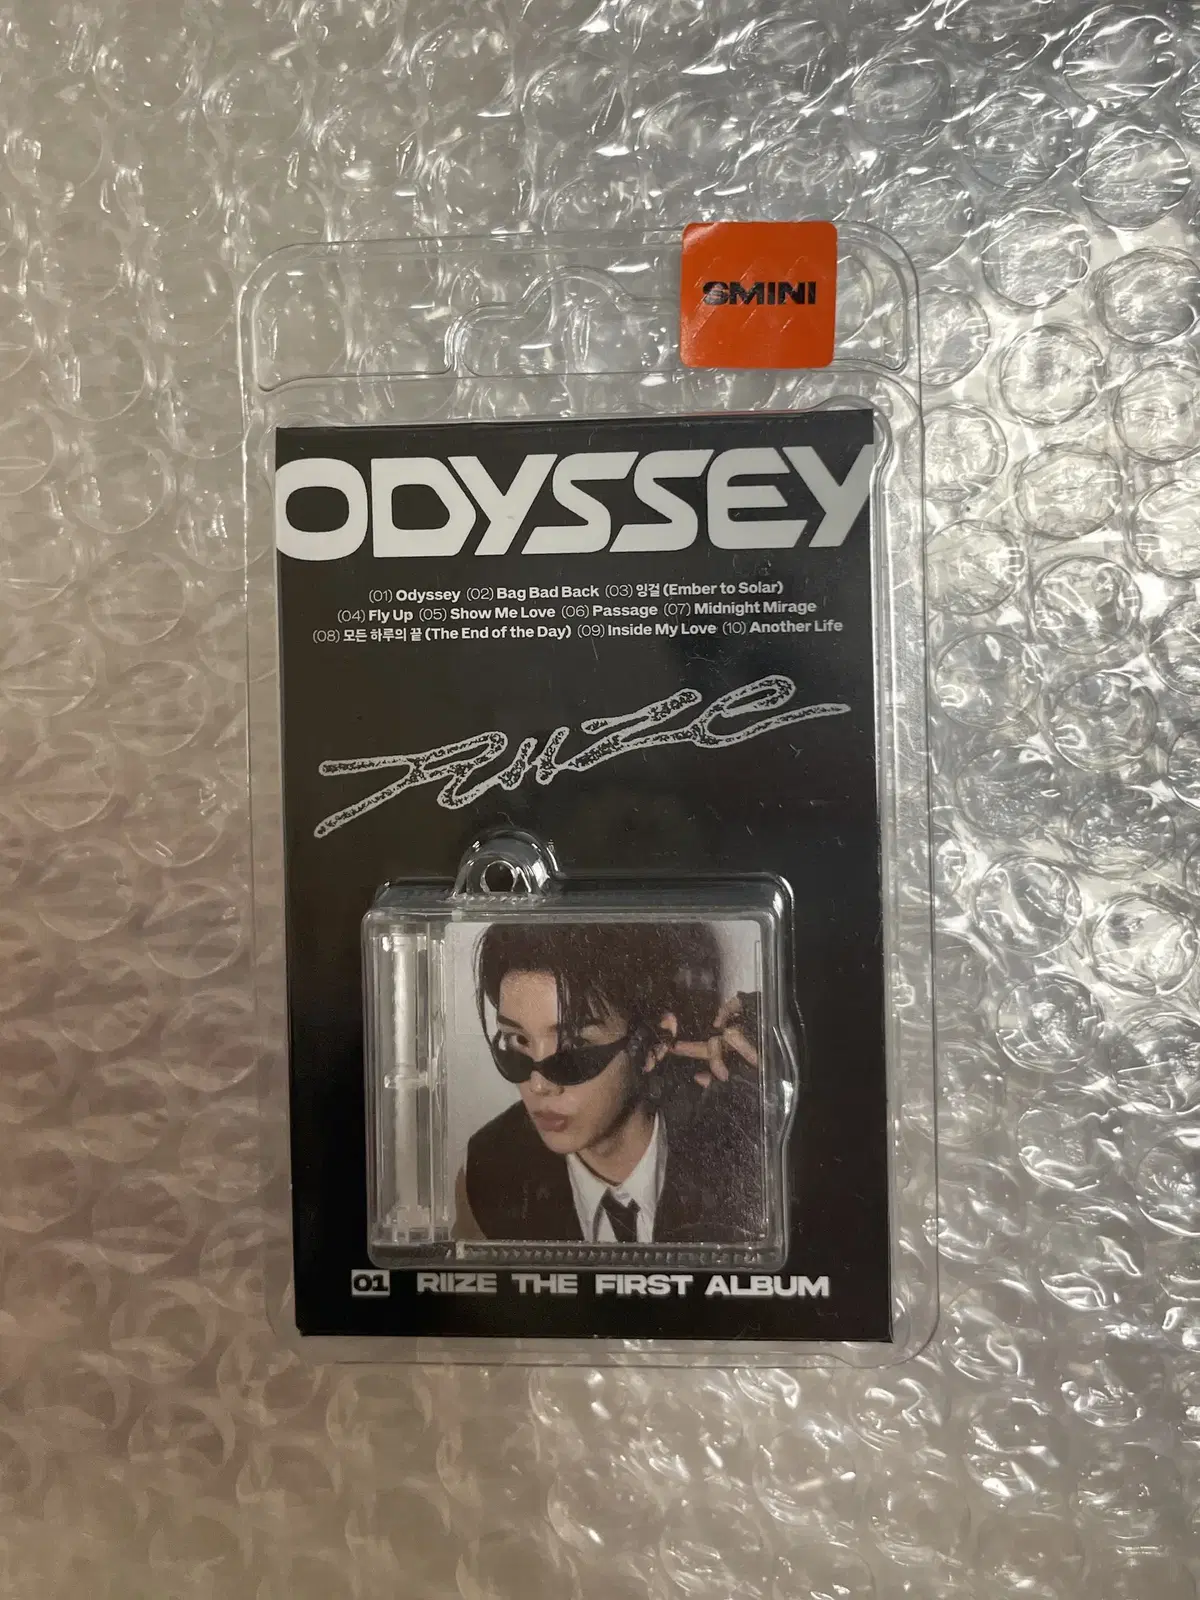 SMINI
ODYSSEY
(01) Odyssey (02) Bag Bad Back (03) 잉걸 (Ember to Solar)
(04) Fly Up (05) Show Me Love (06) Passage (07) Midnight Mirage
(08) 모든 하루의 끝 (The End of the Day) (09) Inside My Love (10) Another Life
RIIZE
01 RIIZE THE FIRST ALBUM